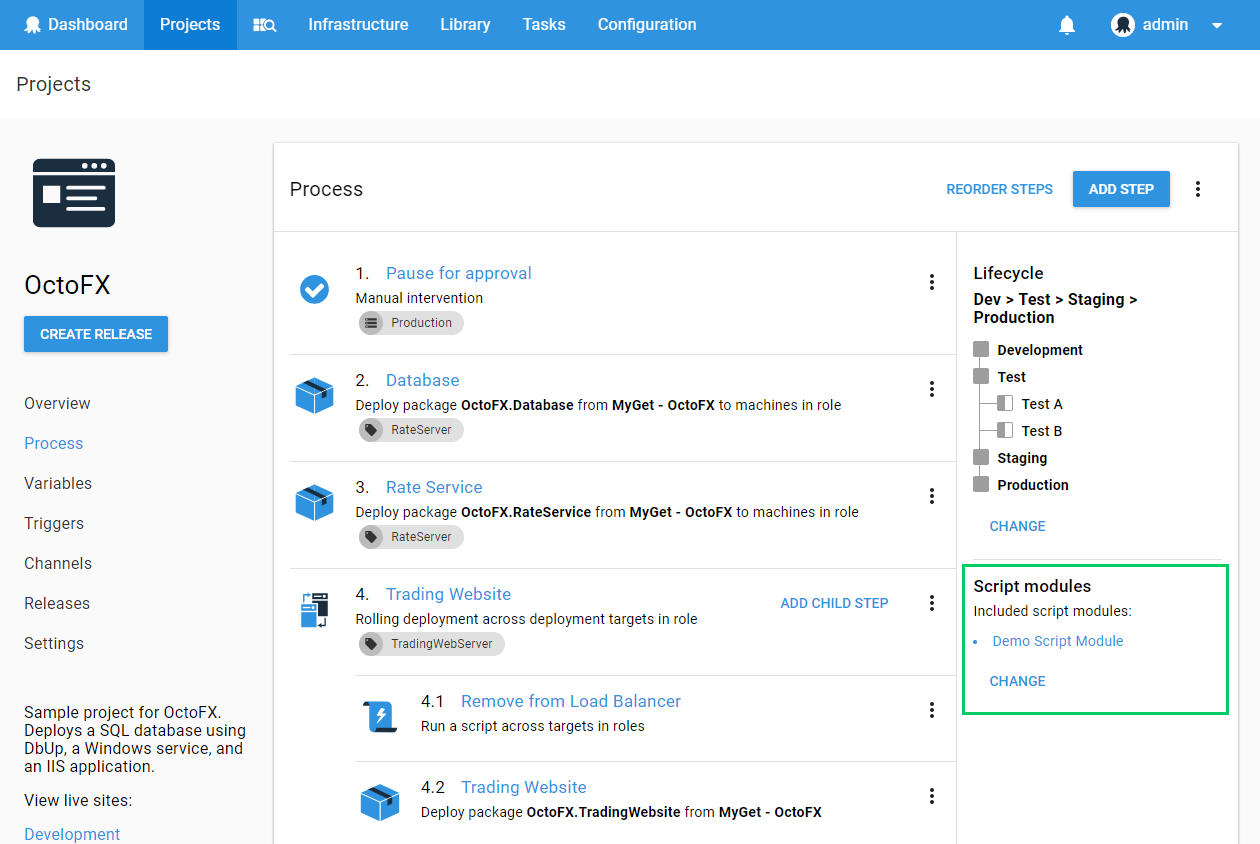 Dashboard Projects Infrastructure Library Tasks Configuration admin
Projects
OctoFX
CREATE RELEASE
Overview
Process
Variables
Triggers
Channels
Releases
Settings
Sample project for OctoFX.
Deploys a SQL database using
DbUp, a Windows service, and
an IIS application.
View live sites:
Development
Process
REORDER STEPS ADD STEP
1. Pause for approval
Manual intervention
Production
2. Database
Deploy package OctoFX.Database from MyGet - OctoFX to machines in role
RateServer
3. Rate Service
Deploy package OctoFX.RateService from MyGet - OctoFX to machines in role
RateServer
4. Trading Website
ADD CHILD STEP
Rolling deployment across deployment targets in role
TradingWebServer
4.1 Remove from Load Balancer
Run a script across targets in roles
4.2 Trading Website
Deploy package OctoFX.TradingWebsite from MyGet - OctoFX
Lifecycle
Dev > Test > Staging >
Production
Development
Test
Test A
Test B
Staging
Production
CHANGE
Script modules
Included script modules:
• Demo Script Module
CHANGE